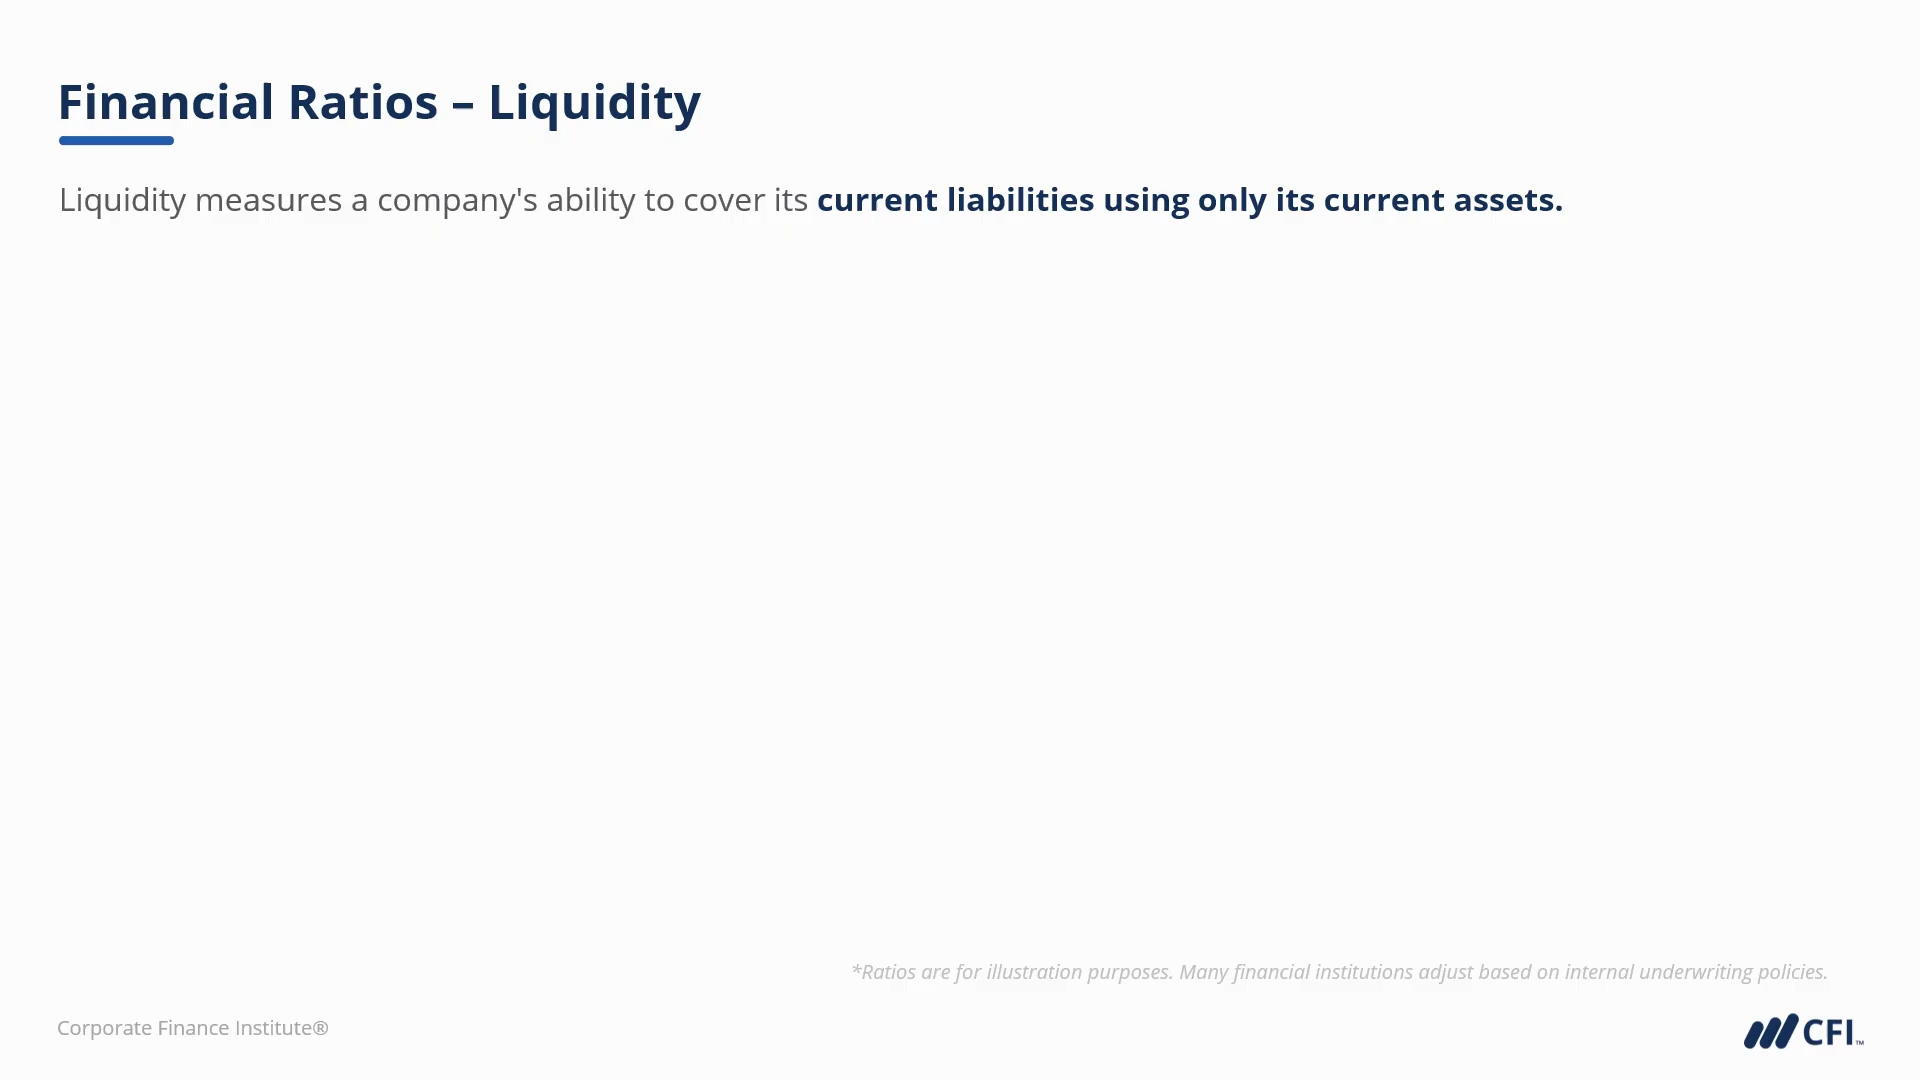 Financial Ratios – Liquidity
Liquidity measures a company's ability to cover its current liabilities using only its current assets.
*Ratios are for illustration purposes. Many financial institutions adjust based on internal underwriting policies.
Corporate Finance Institute®
CFI™